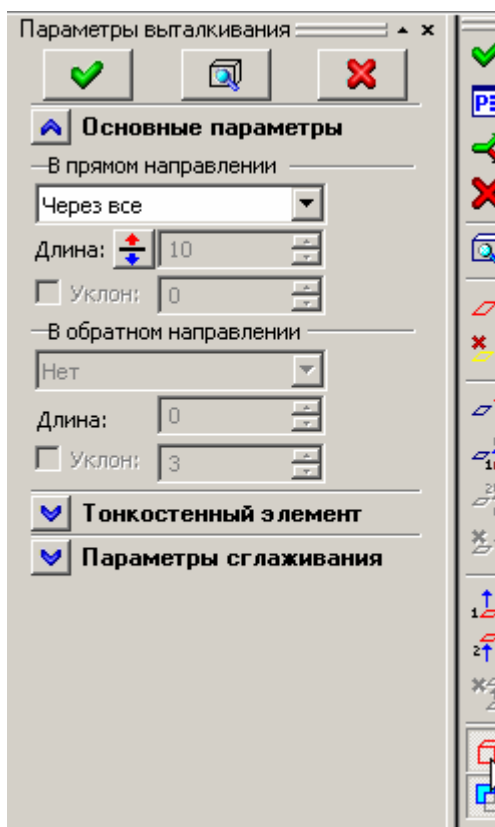 Параметры выталкивания
Основные параметры
В прямом направлении
Через все
Длина: 10
Уклон: 0
В обратном направлении
Нет
Длина: 0
Уклон: 3
Тонкостенный элемент
Параметры сглаживания